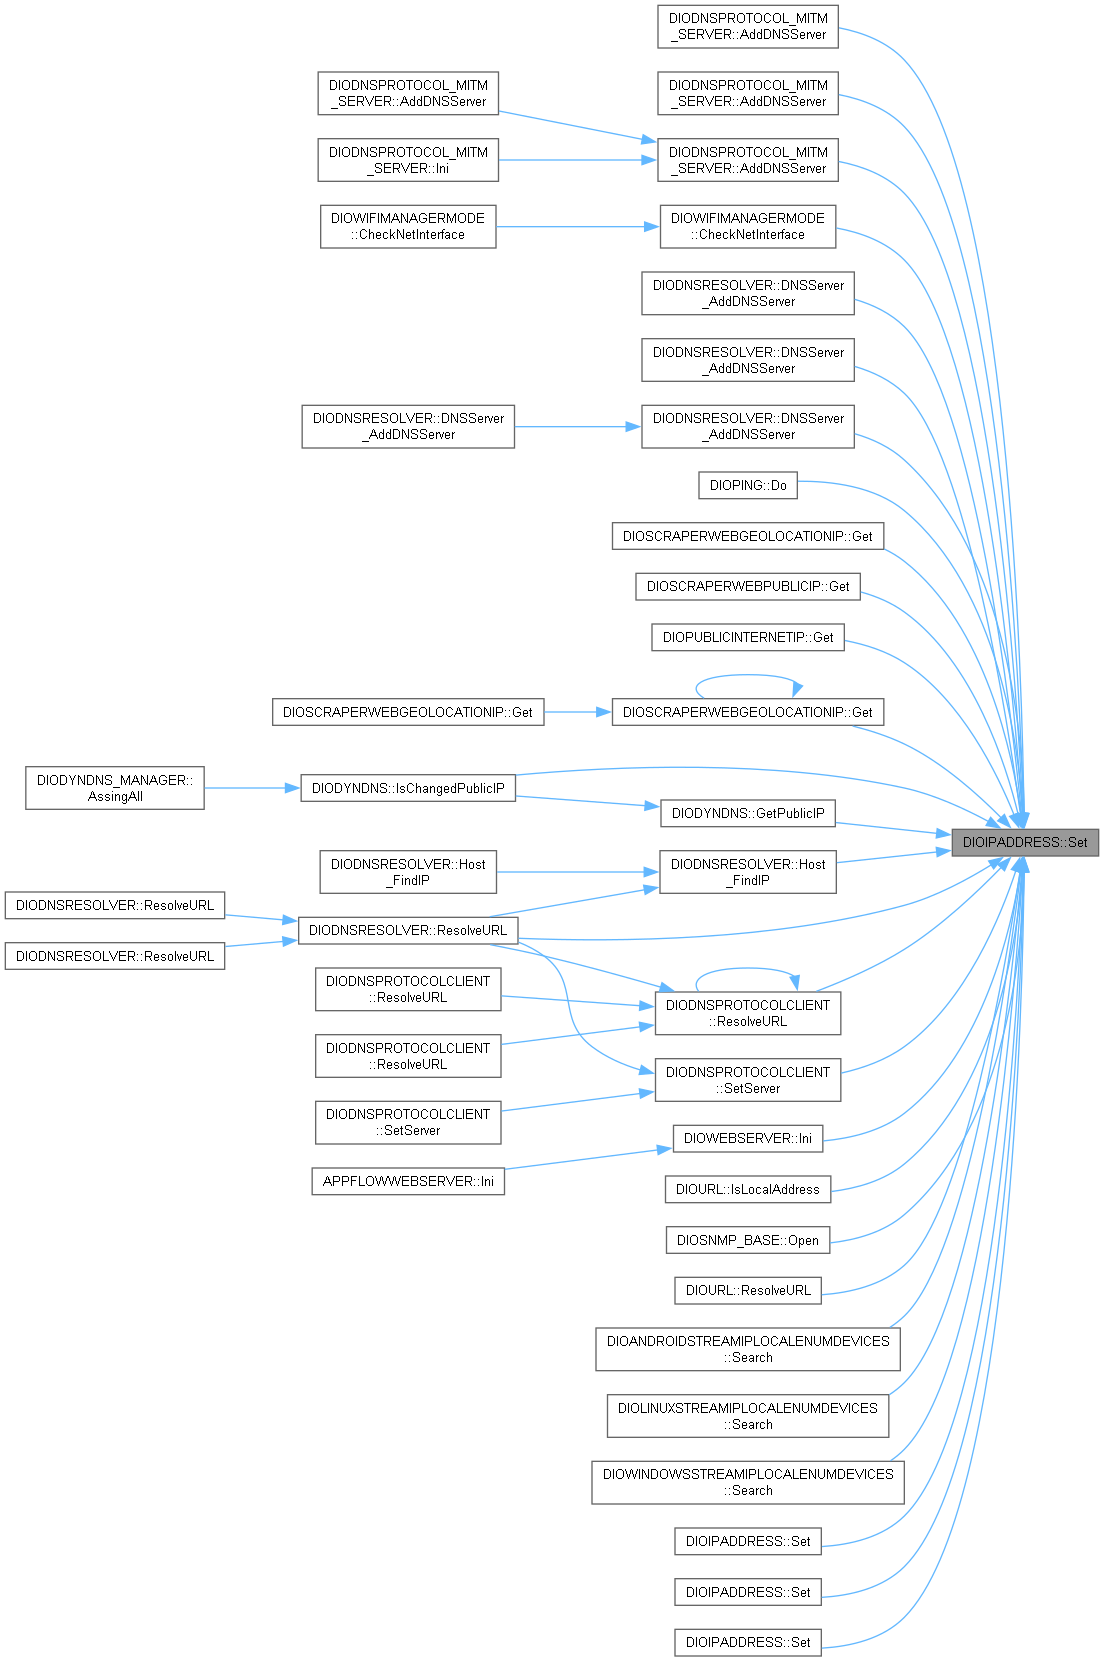 DIODNSPROTOCOL_MITM
_SERVER::AddDNSServer
DIODNSPROTOCOL_MITM
_SERVER::AddDNSServer
DIODNSPROTOCOL_MITM
_SERVER::AddDNSServer
DIODNSPROTOCOL_MITM
_SERVER::Ini
DIODNSPROTOCOL_MITM
_SERVER::AddDNSServer
DIOWIFIMANAGERMODE
::CheckNetInterface
DIOWIFIMANAGERMODE
::CheckNetInterface
DIODNSRESOLVER::DNSServer
_AddDNSServer
DIODNSRESOLVER::DNSServer
_AddDNSServer
DIODNSRESOLVER::DNSServer
_AddDNSServer
DIODNSRESOLVER::DNSServer
_AddDNSServer
DIOPING::Do
DIOSCRAPERWEBGEOLOCATIONIP::Get
DIOSCRAPERWEBPUBLICIP::Get
DIOPUBLICINTERNETIP::Get
DIOSCRAPERWEBGEOLOCATIONIP::Get
DIOSCRAPERWEBGEOLOCATIONIP::Get
DIODYNDNS_MANAGER::
AssingAll
DIODYNDNS::IsChangedPublicIP
DIODYNDNS::GetPublicIP
DIOIPADDRESS::Set
DIODNSRESOLVER::Host
_FindIP
DIODNSRESOLVER::Host
_FindIP
DIODNSRESOLVER::ResolveURL
DIODNSRESOLVER::ResolveURL
DIODNSRESOLVER::ResolveURL
DIODNSPROTOCOLCLIENT
::ResolveURL
DIODNSPROTOCOLCLIENT
::ResolveURL
DIODNSPROTOCOLCLIENT
::ResolveURL
DIODNSPROTOCOLCLIENT
::SetServer
DIODNSPROTOCOLCLIENT
::SetServer
DIOWEBSERVER::Ini
APPFLOWWEBSERVER::Ini
DIOURL::IsLocalAddress
DIOSNMP_BASE::Open
DIOURL::ResolveURL
DIOANDROIDSTREAMIPLOCALENUMDEVICES
::Search
DIOLINUXSTREAMIPLOCALENUMDEVICES
::Search
DIOWINDOWSSTREAMIPLOCALENUMDEVICES
::Search
DIOIPADDRESS::Set
DIOIPADDRESS::Set
DIOIPADDRESS::Set